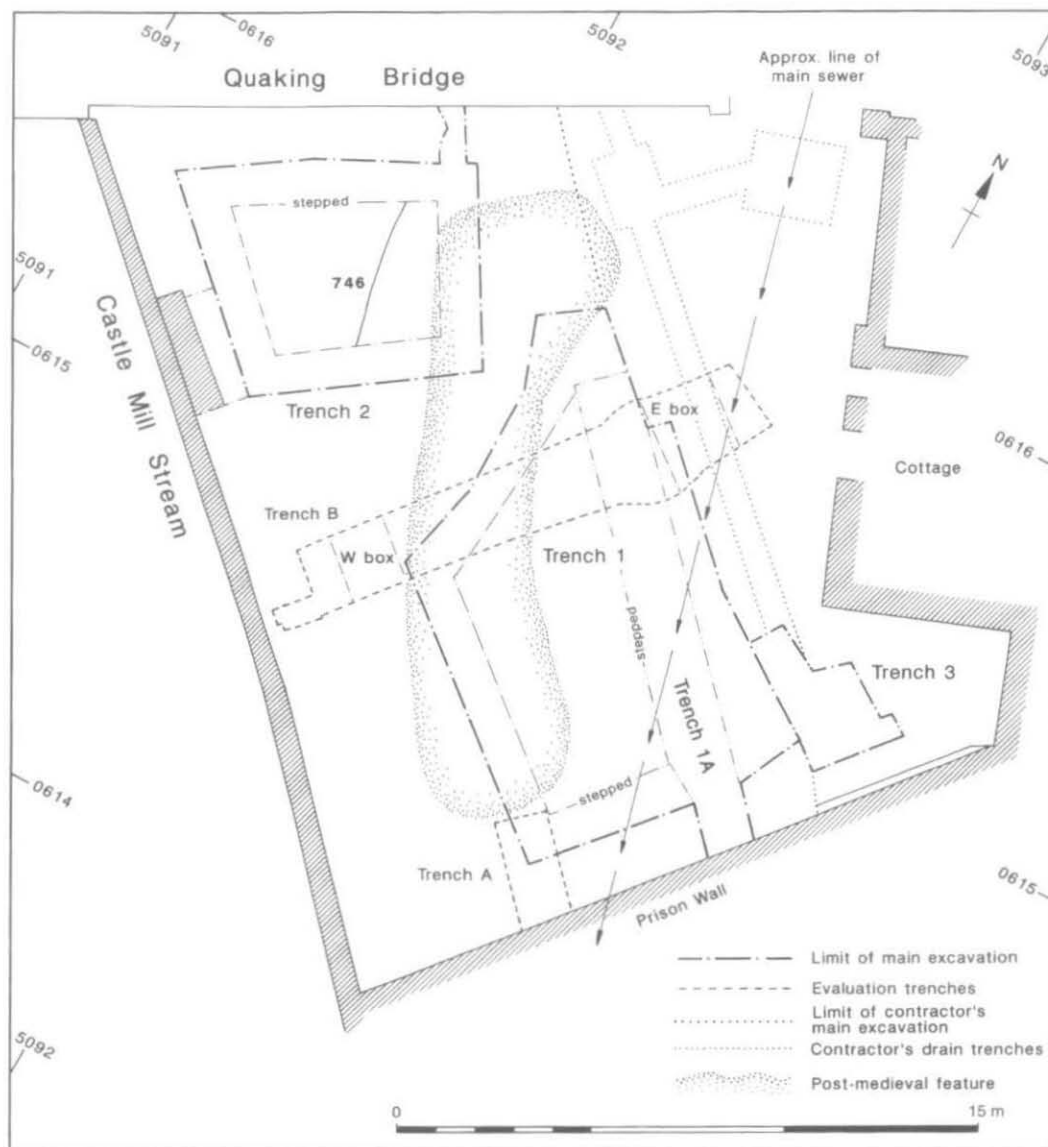 5091
0616
5092
5093
Quaking Bridge
Approx. line of
main sewer
N
stepped
746
5091
0615
Castle Mill Stream
Trench 2
E box
0616
Cottage
Trench B
W box
Trench 1
stepped
Trench 1A
Trench 3
0614
stepped
Trench A
Prison Wall
0615
Limit of main excavation
Evaluation trenches
Limit of contractor's
main excavation
Contractor's drain trenches
Post-medieval feature
5092
0
15 m